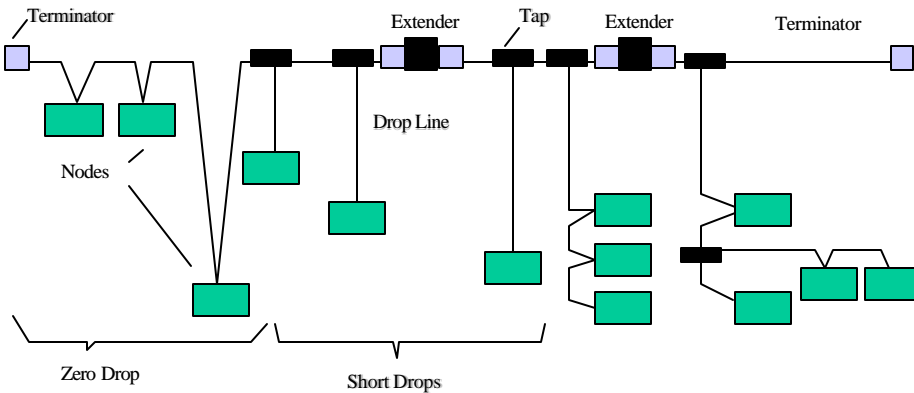 Terminator
Extender
Tap
Extender
Terminator
Drop Line
Nodes
Zero Drop
Short Drops